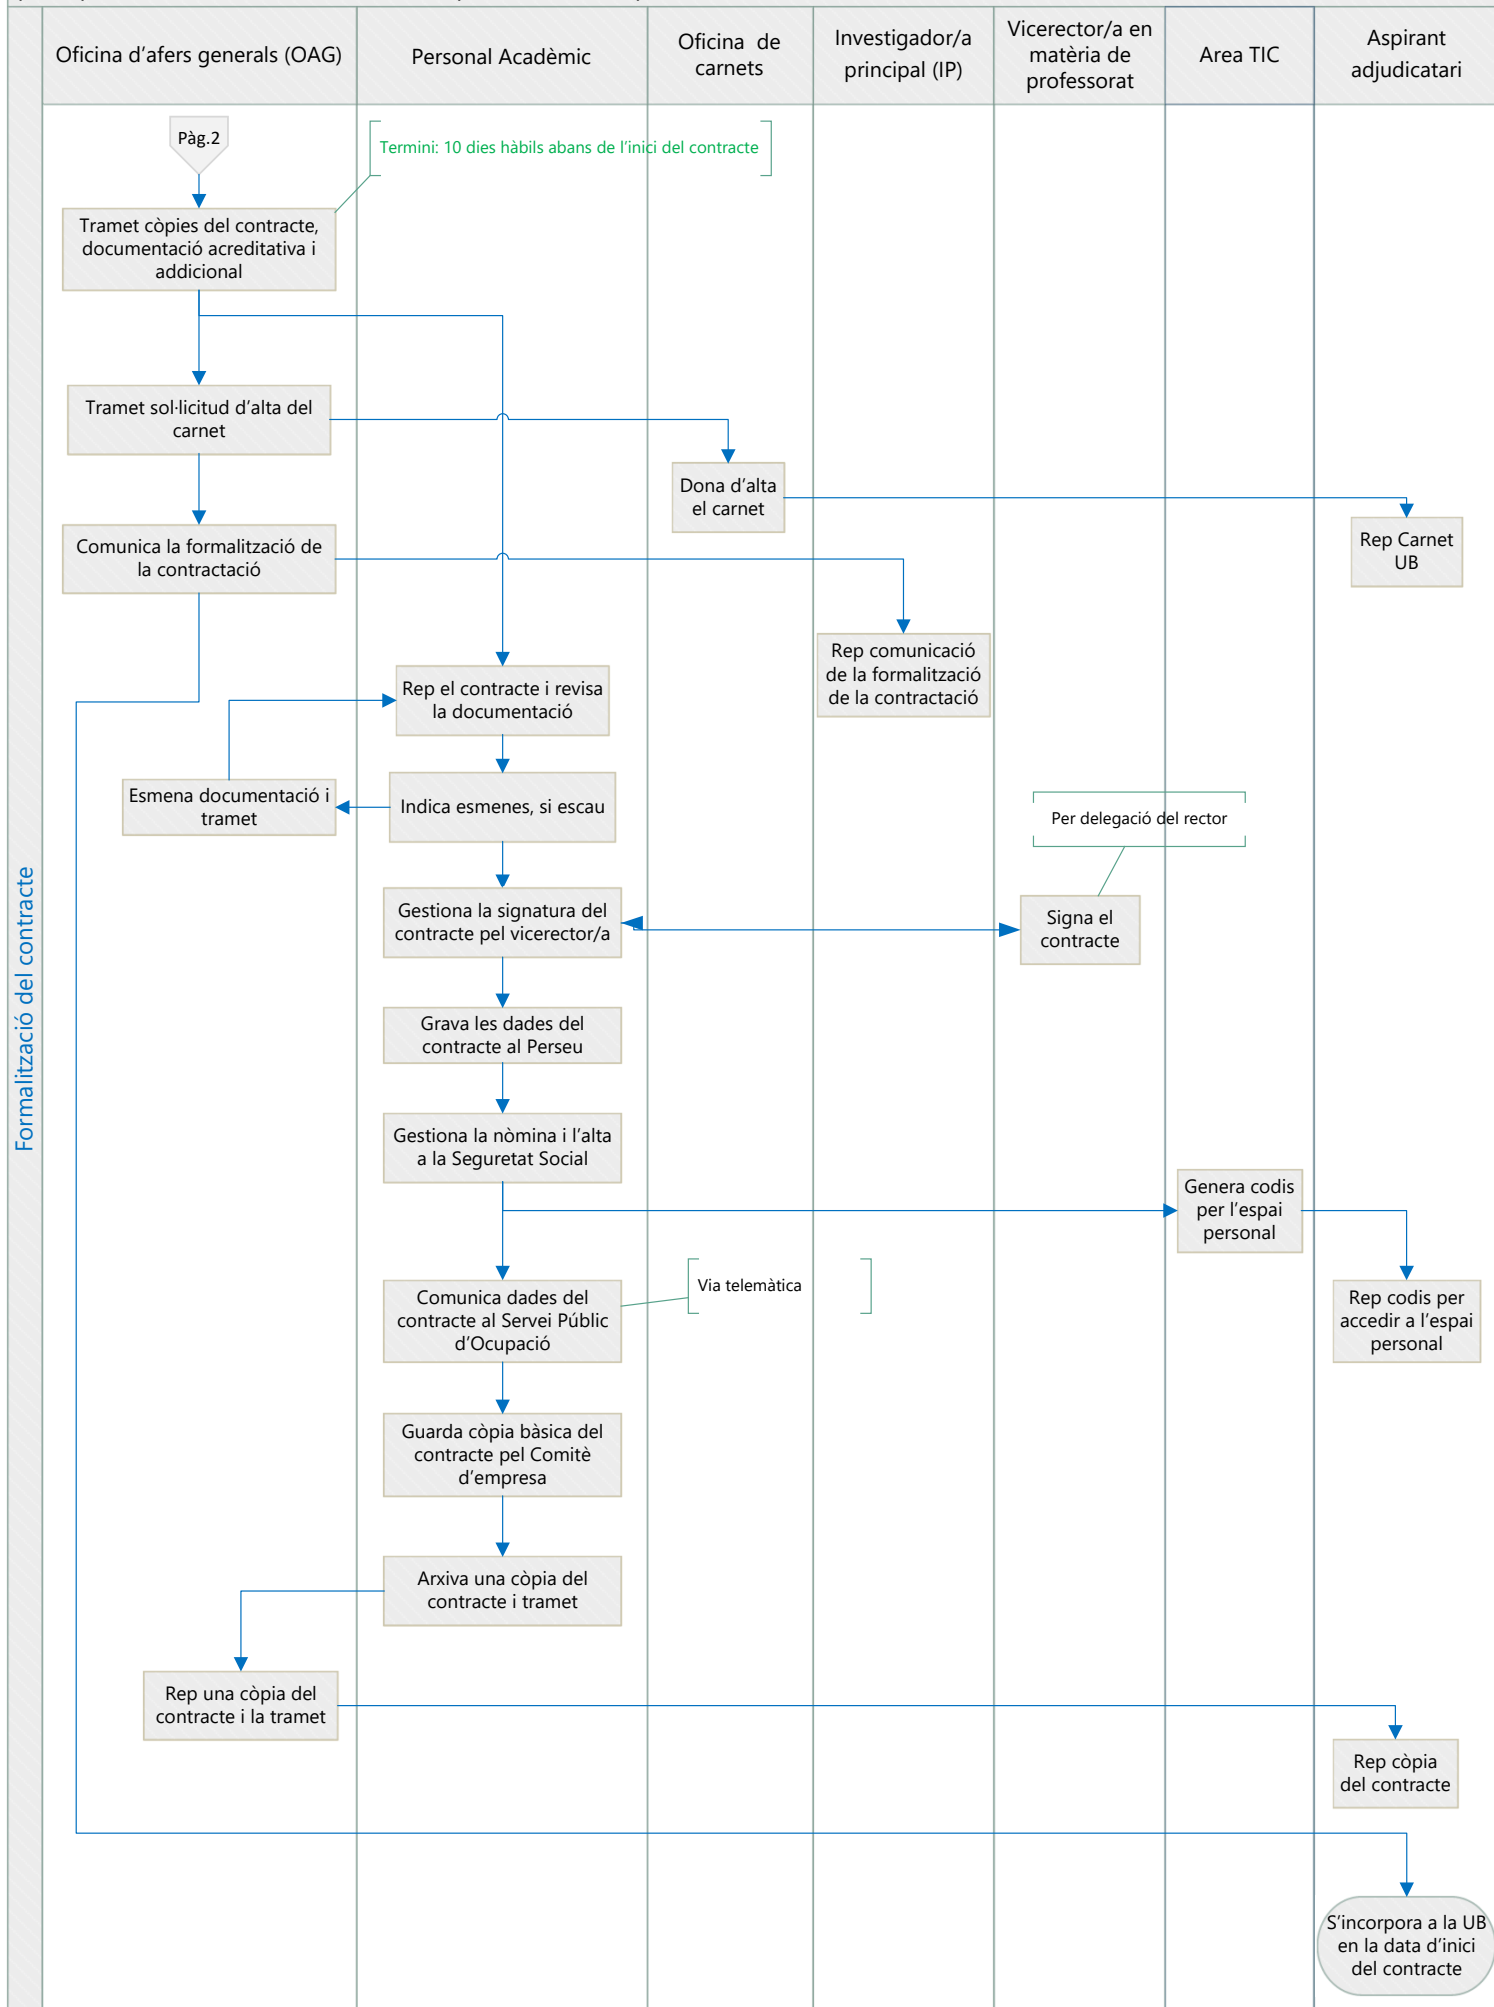 Oficina d'afers generals (OAG)
Personal Acadèmic
Oficina de
carnets
Investigador/a
principal (IP)
Vicerector/a en
matèria de
professorat
Area TIC
Aspirant
adjudicatari
Pàg.2
Termini: 10 dies hàbils abans de l'inici del contracte
Tramet còpies del contracte,
documentació acreditativa i
addicional
Tramet sol·licitud d'alta del
carnet
Dona d'alta
el carnet
Comunica la formalització de
la contractació
Rep Carnet
UB
Rep comunicació
de la formalització
de la contractació
Rep el contracte i revisa
la documentació
Esmena documentació i
tramet
Indica esmenes, si escau
Per delegació del rector
Gestiona la signatura del
contracte pel vicerector/a
Signa el
contracte
Formalització del contracte
Grava les dades del
contracte al Perseu
Gestiona la nòmina i l'alta
a la Seguretat Social
Genera codis
per l'espai
personal
Via telemàtica
Comunica dades del
contracte al Servei Públic
d'Ocupació
Rep codis per
accedir a l'espai
personal
Guarda còpia bàsica del
contracte pel Comitè
d'empresa
Arxiva una còpia del
contracte i tramet
Rep una còpia del
contracte i la tramet
Rep còpia
del contracte
S'incorpora a la UB
en la data d'inici
del contracte